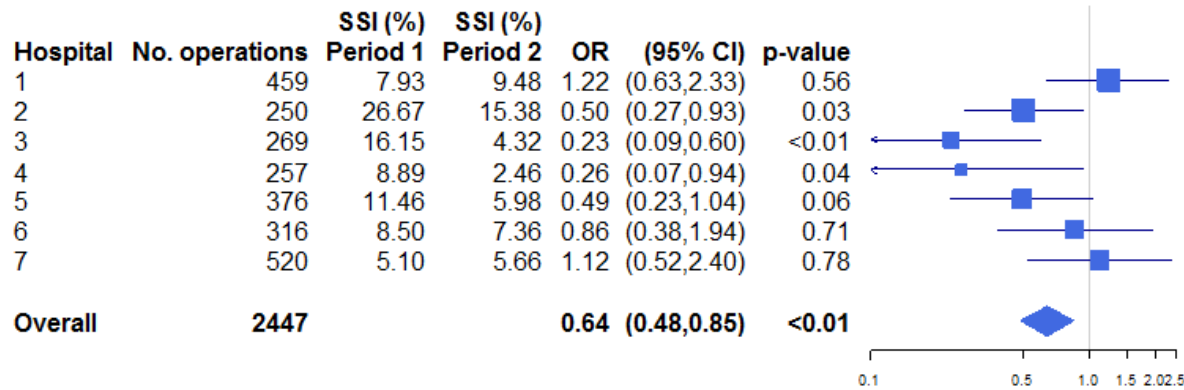 SSI (%) SSI (%)
Hospital No. operations Period 1 Period 2 OR (95% CI) p-value
1 459 7.93 9.48 1.22 (0.63,2.33) 0.56
2 250 26.67 15.38 0.50 (0.27,0.93) 0.03
3 269 16.15 4.32 0.23 (0.09,0.60) <0.01
4 257 8.89 2.46 0.26 (0.07,0.94) 0.04
5 376 11.46 5.98 0.49 (0.23,1.04) 0.06
6 316 8.50 7.36 0.86 (0.38,1.94) 0.71
7 520 5.10 5.66 1.12 (0.52,2.40) 0.78
Overall 2447 0.64 (0.48,0.85) <0.01
0.1 0.5 1.0 1.5 2.02.5